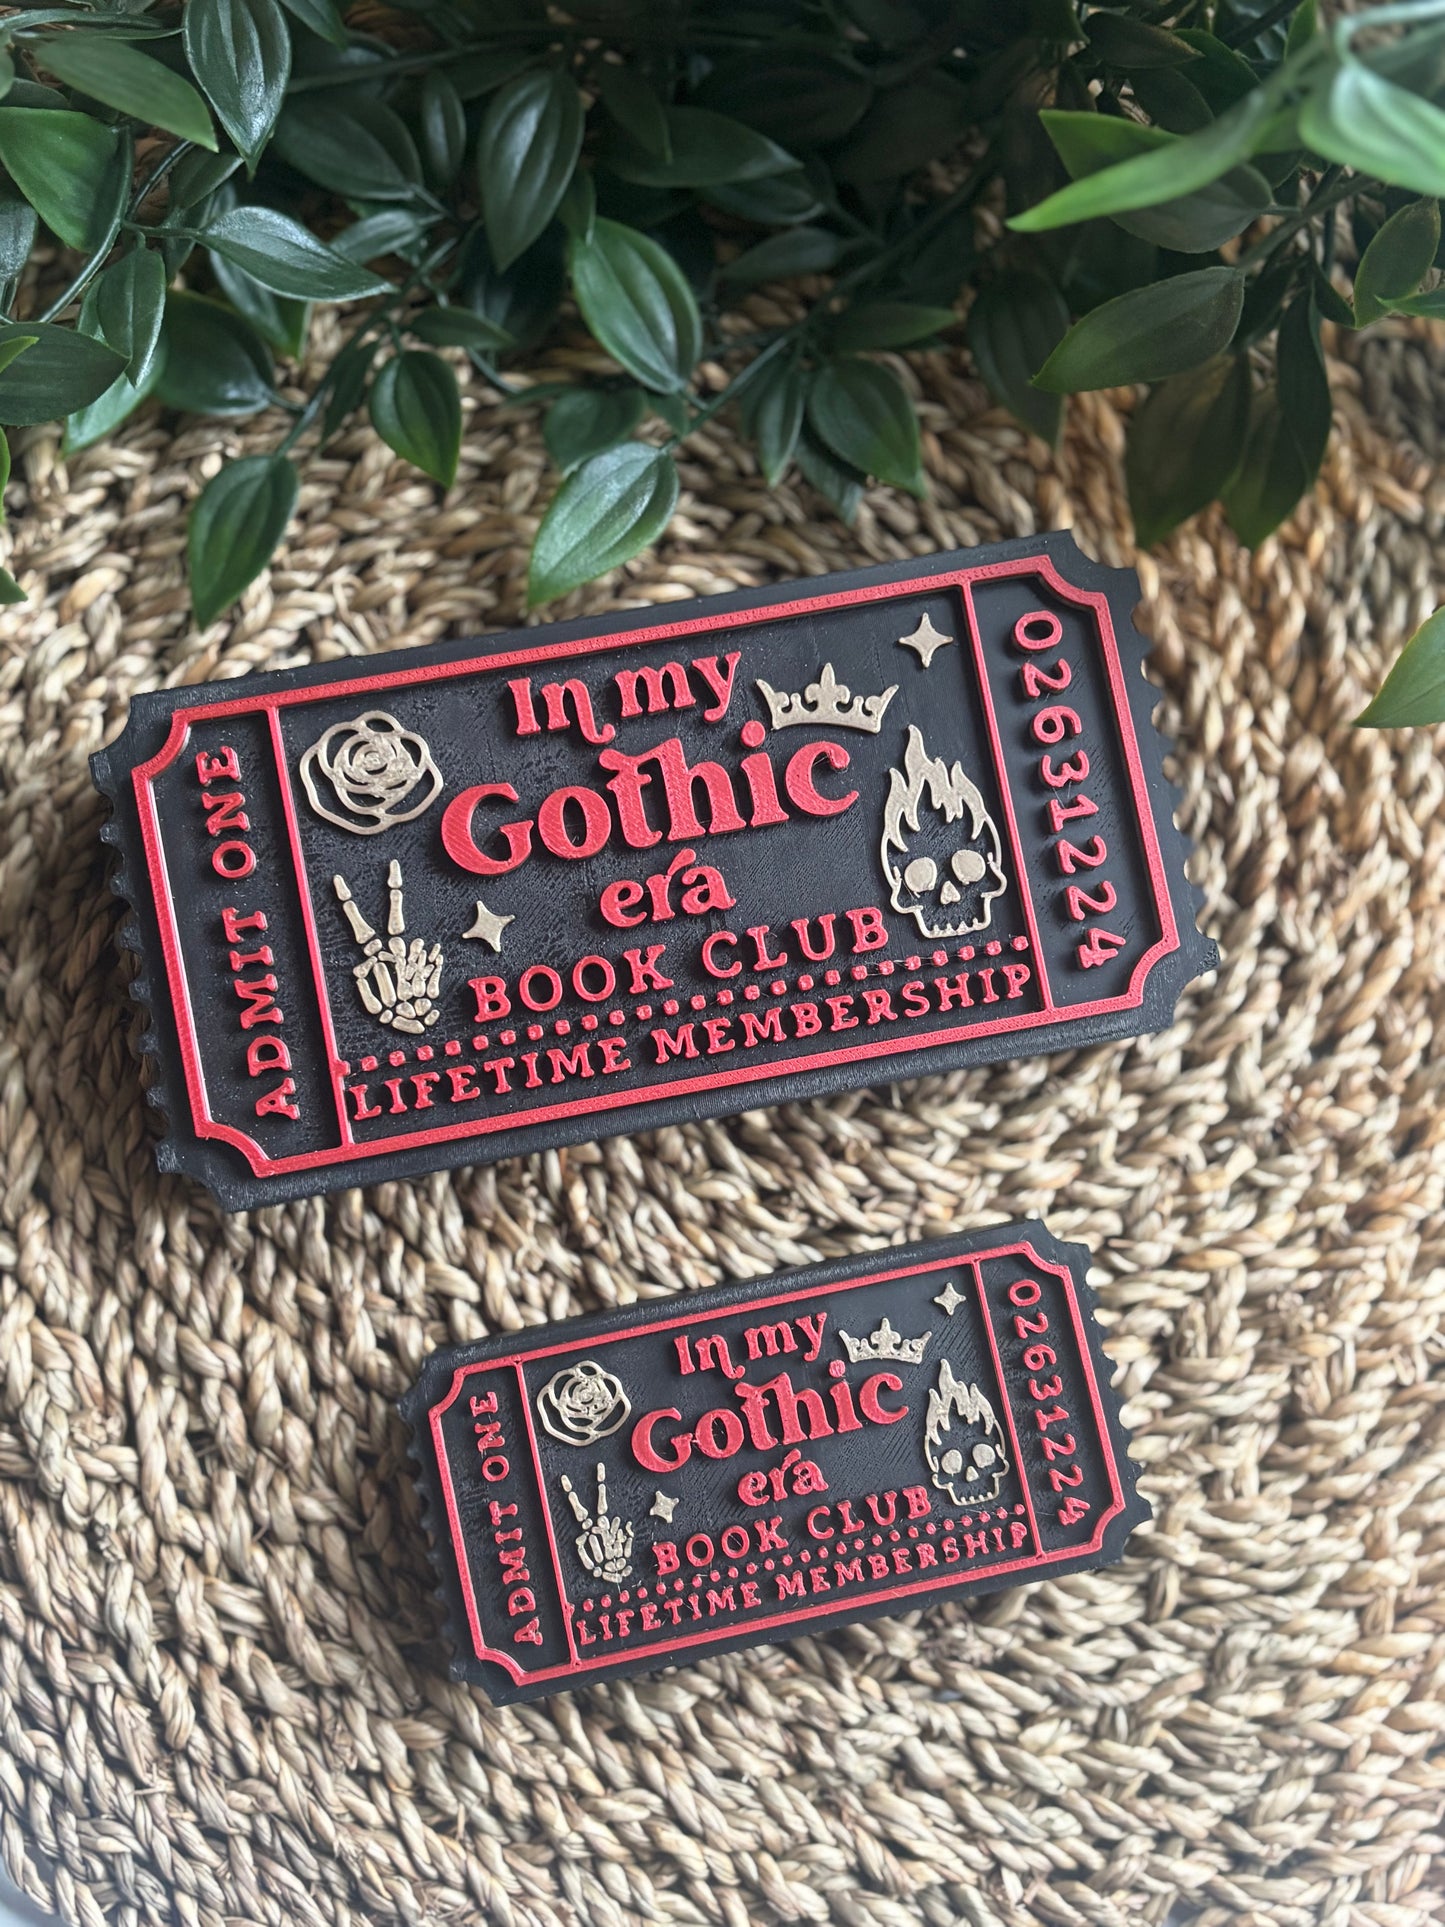 ADMIT ONE
In my
Gothic
era
BOOK CLUB
LIFETIME MEMBERSHIP
02631224
ADMIT ONE
In my
Gothic
era
BOOK CLUB
LIFETIME MEMBERSHIP
02631224